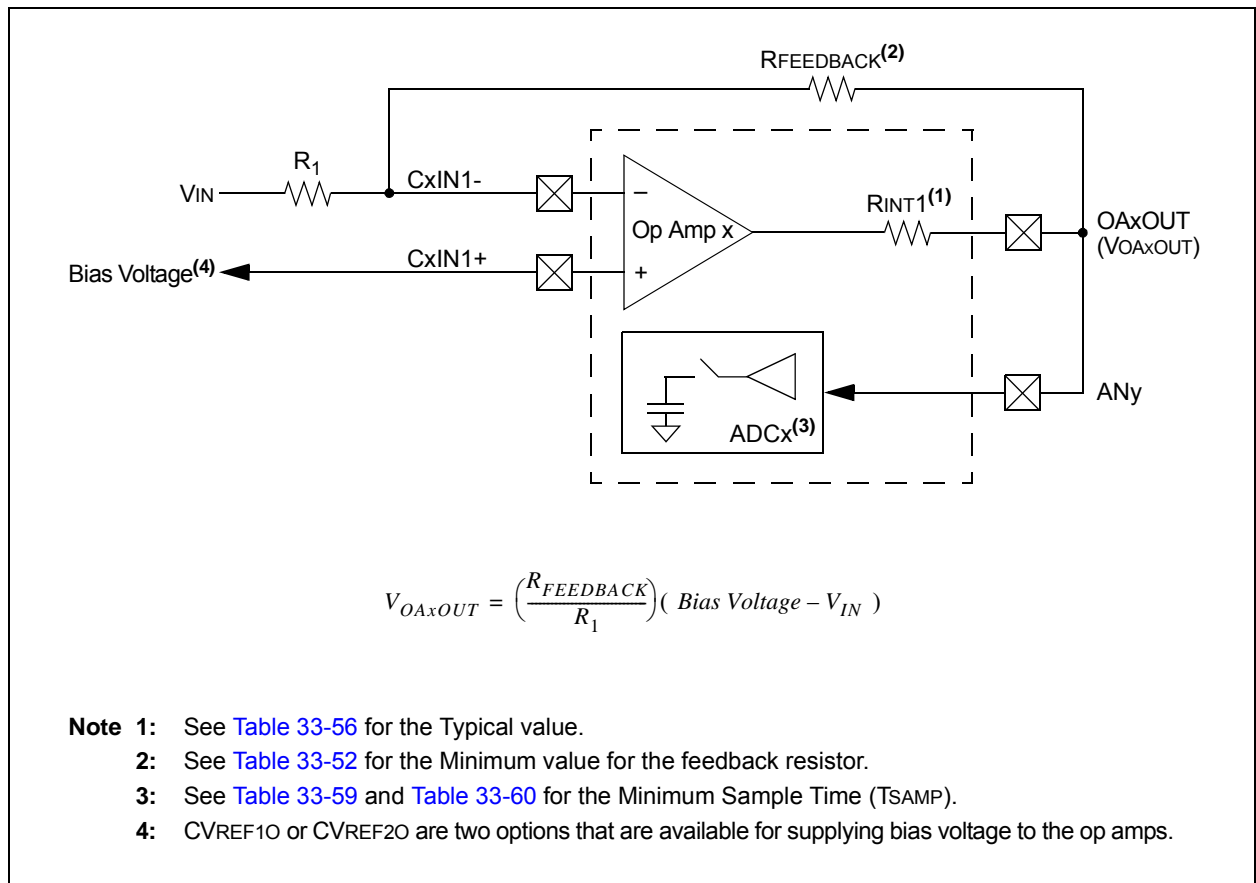 RFEEDBACK(2)
R1
VIN
CxIN1-
–
RINT1(1)
Op Amp x
OAxOUT
(VOAxOUT)
Bias Voltage(4)
CxIN1+
+
ANy
ADCx(3)
VOAxOUT = (RFEEDBACK/R1)( Bias Voltage – VIN )
Note 1: See Table 33-56 for the Typical value.
2: See Table 33-52 for the Minimum value for the feedback resistor.
3: See Table 33-59 and Table 33-60 for the Minimum Sample Time (TSAMP).
4: CVREF1O or CVREF2O are two options that are available for supplying bias voltage to the op amps.